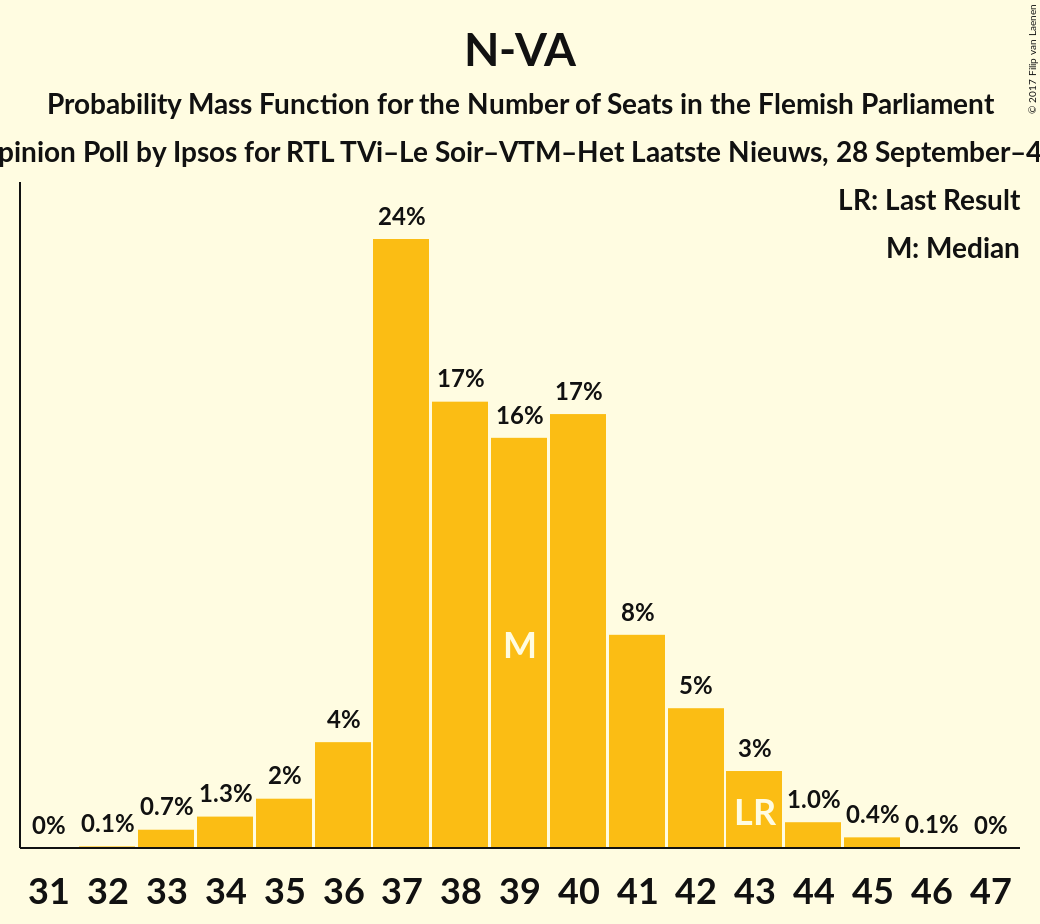 N-VA
Probability Mass Function for the Number of Seats in the Flemish Parliament
pinion Poll by Ipsos for RTL TVi–Le Soir–VTM–Het Laatste Nieuws, 28 September–4
© 2017 Filip van Laenen
LR: Last Result
M: Median
24%
17%
16%
17%
8%
5%
4%
3%
2%
1.3%
1.0%
0.7%
0.4%
0%
0.1%
0.1%
0%
M
LR
31 32 33 34 35 36 37 38 39 40 41 42 43 44 45 46 47